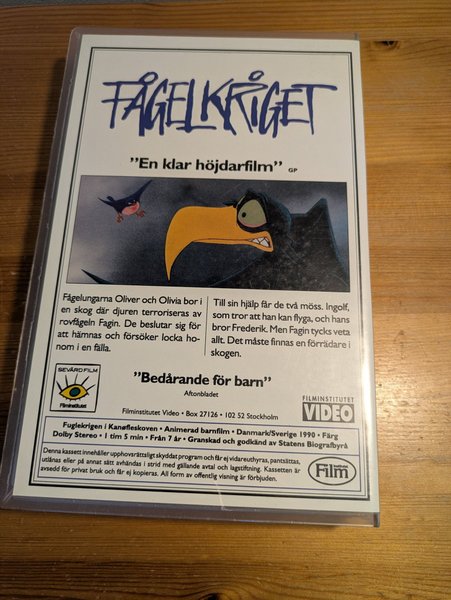 FÅGELKRIGET
”En klar höjdarfilm” GP
Fågelungarna Oliver och Olivia bor i
en skog där djuren terroriseras av
rovfågeln Fagin. De beslutar sig för
att hämnas och försöker locka ho-
nom i en fälla.
Till sin hjälp får de två möss. Ingolf,
som tror att han kan flyga, och hans
bror Frederik. Men Fagin tycks veta
allt. Det måste finnas en förrädare i
skogen.
”Bedårande för barn”
Aftonbladet
SEVÄRD FILM
Filminstitutet
FILMINSTITUTET
VIDEO
Filminstitutet Video • Box 27126 • 102 52 Stockholm
Fuglekrigen i Kanøfleskoven • Animerad barnfilm • Danmark/Sverige 1990 • Färg
Dolby Stereo • 1 tim 5 min • Från 7 år • Granskad och godkänd av Statens Biografbyrå
Denna kassett innehåller upphovsrättsligt skyddat program och får ej vidareuthyras, pantsättas,
utlånas eller på annat sätt avhändas i strid med gällande avtal och lagstiftning. Kassetten är
avsedd för privat bruk och får ej kopieras. All form av offentlig visning är förbjuden.
Film